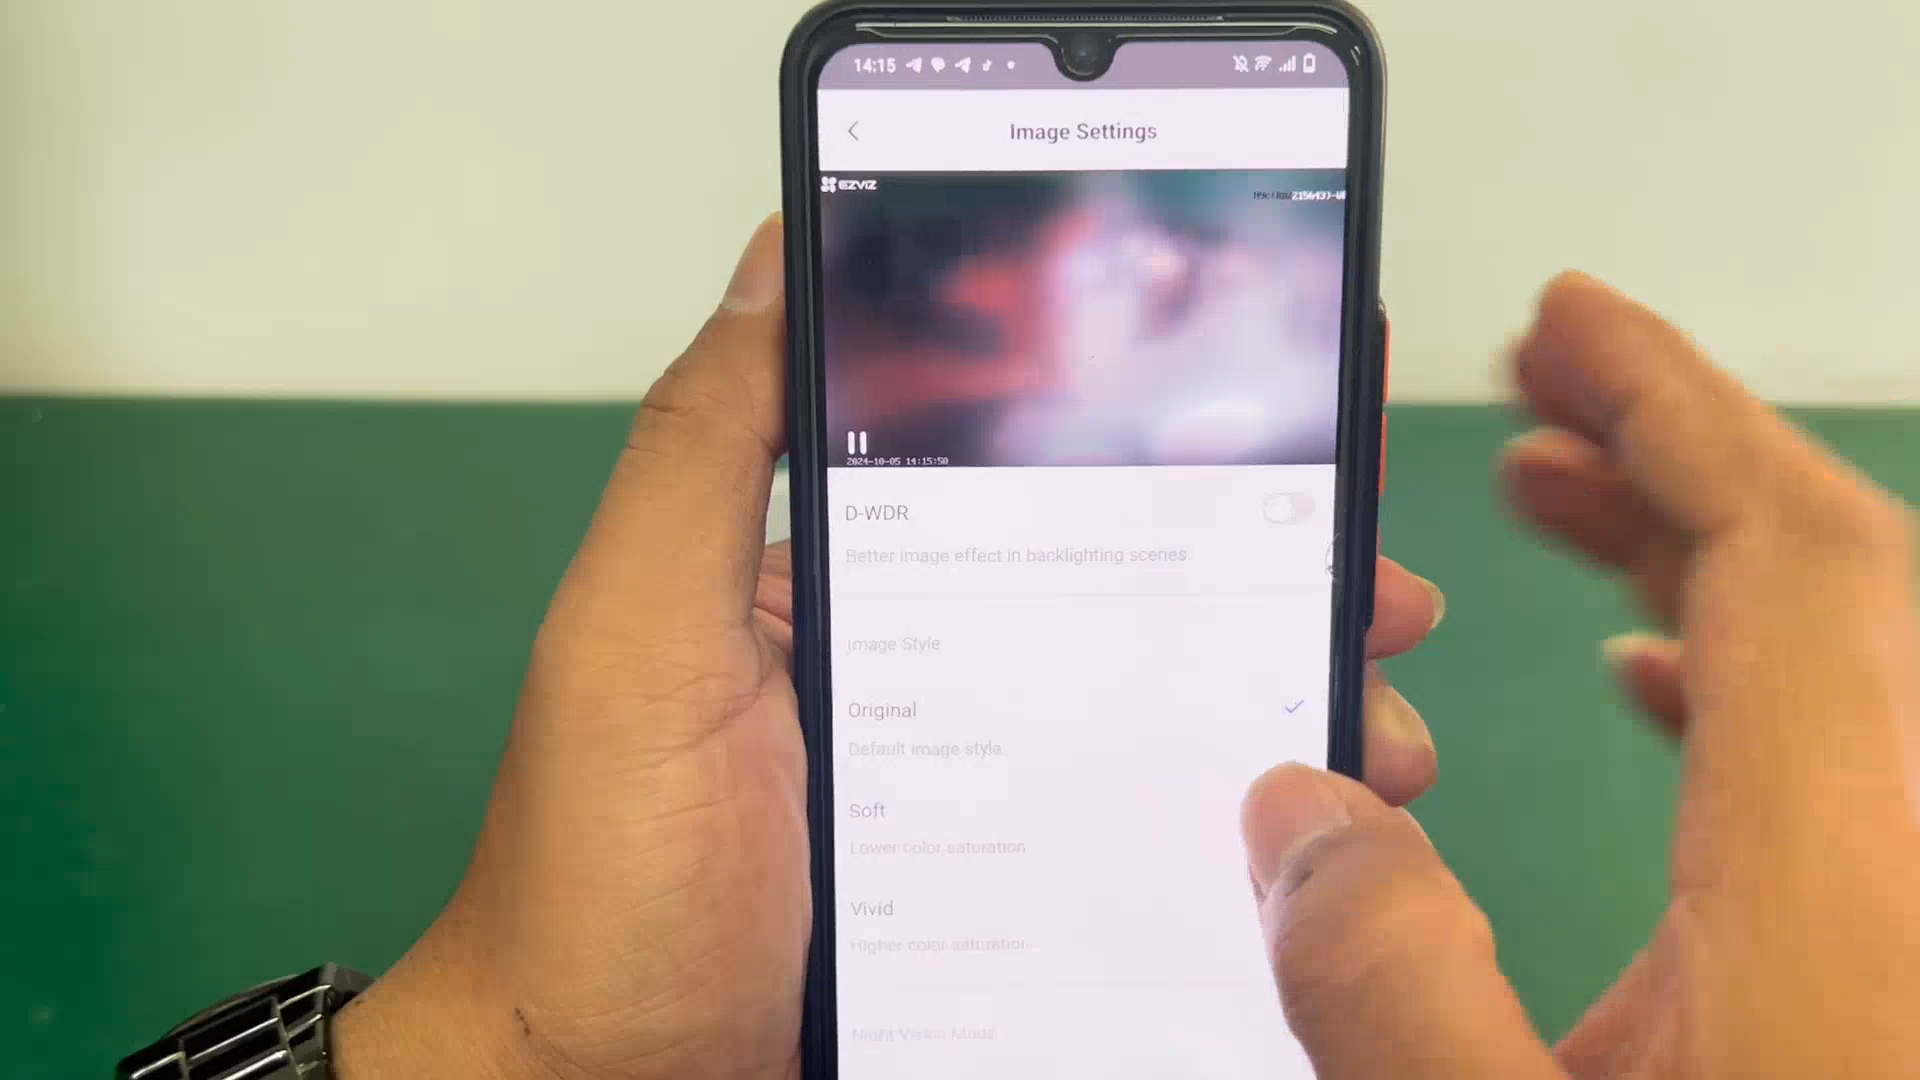 14:15
Image Settings
EZVIZ
2024-10-05 14:15:50
D-WDR
Better image effect in backlighting scenes
Image Style
Original
Default image style
Soft
Lower color saturation
Vivid
Higher color saturation
Night Vision Mode